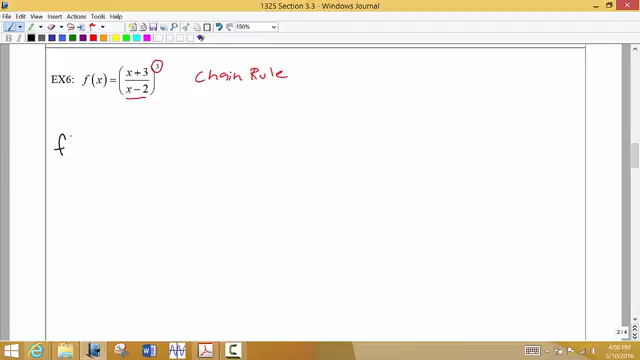 1325 Section 3.3 - Windows Journal
File Edit View Insert Actions Tools Help
150%
B I
EX6: f(x) = ((x+3)/(x−2))^3 Chain Rule
f'
2 / 4
4:00 PM
5/10/2016